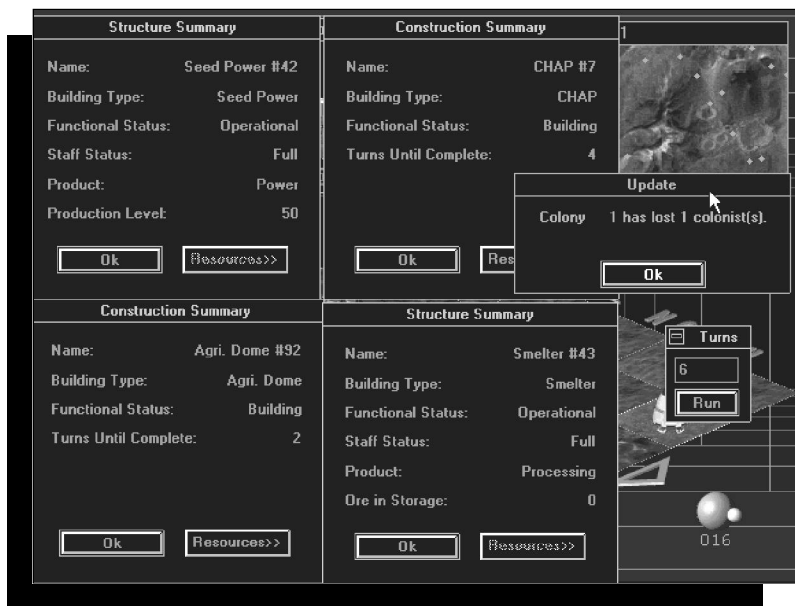 Structure Summary
Name: Seed Power #42
Building Type: Seed Power
Functional Status: Operational
Staff Status: Full
Product: Power
Production Level: 50
Ok Resources>>
Construction Summary
Name: CHAP #7
Building Type: CHAP
Functional Status: Building
Turns Until Complete: 4
Ok Res
1
Update
Colony 1 has lost 1 colonist(s).
Ok
Construction Summary
Name: Agri. Dome #92
Building Type: Agri. Dome
Functional Status: Building
Turns Until Complete: 2
Ok Resources>>
Structure Summary
Name: Smelter #43
Building Type: Smelter
Functional Status: Operational
Staff Status: Full
Product: Processing
Ore in Storage: 0
Ok Resources>>
Turns
6
Run
016